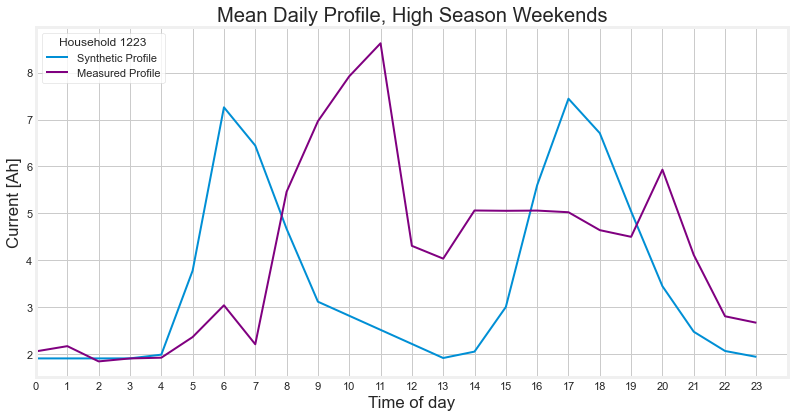 Mean Daily Profile, High Season Weekends
Household 1223
Synthetic Profile
Measured Profile
Current [Ah]
8
7
6
5
4
3
2
0 1 2 3 4 5 6 7 8 9 10 11 12 13 14 15 16 17 18 19 20 21 22 23
Time of day